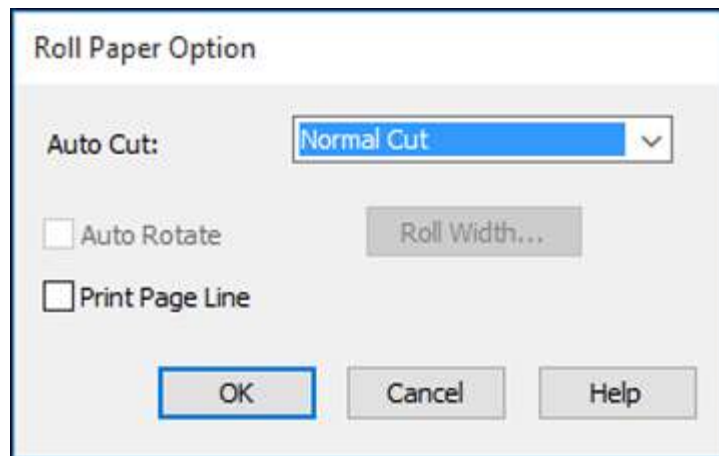 Roll Paper Option
Auto Cut: Normal Cut
Auto Rotate Roll Width...
Print Page Line
OK Cancel Help